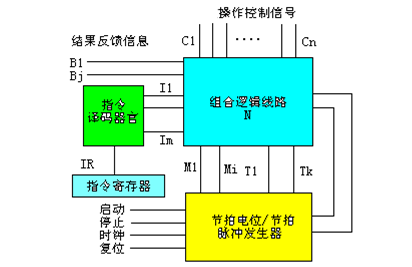 操作控制信号
C1 ···· Cn
结果反馈信息
B1
Bj
I1
指令
译码器官
Im
组合逻辑线路
N
IR
指令寄存器
M1 Mi T1 Tk
启动
停止
时钟
复位
节拍电位/节拍
脉冲发生器